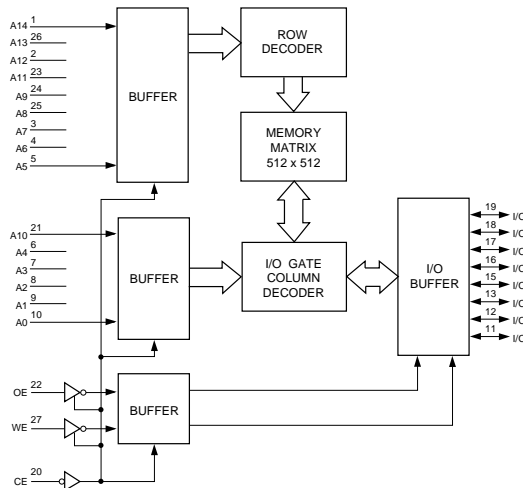 A14 1
A13 26
A12 2
A11 23
A9 24
A8 25
A7 3
A6 4
A5 5
BUFFER
ROW
DECODER
MEMORY
MATRIX
512 x 512
A10 21
A4 6
A3 7
A2 8
A1 9
A0 10
BUFFER
I/O GATE
COLUMN
DECODER
I/O
BUFFER
19 I/O
18 I/O
17 I/O
16 I/O
15 I/O
13 I/O
12 I/O
11 I/O
OE 22
WE 27
CE 20
BUFFER